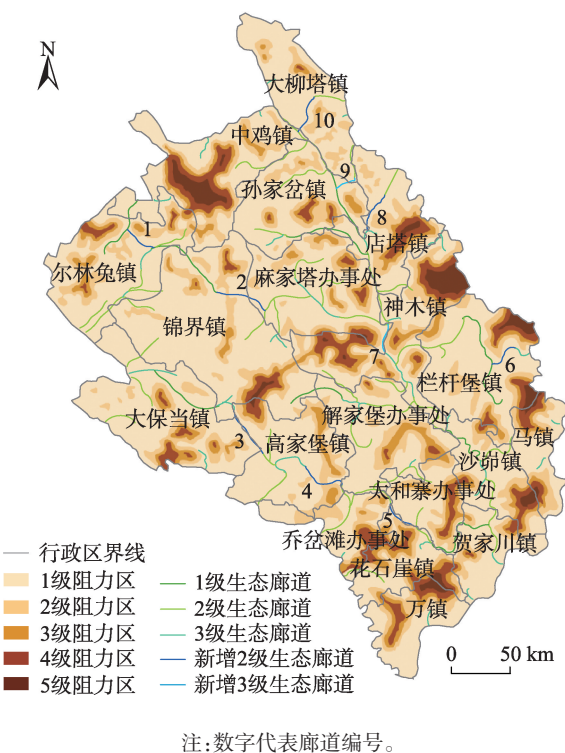 N
大柳塔镇
10
中鸡镇
9
孙家岔镇
8
1
店塔镇
尔林兔镇
2
麻家塔办事处
神木镇
锦界镇
7
6
栏杆堡镇
大保当镇
解家堡办事处
3
高家堡镇
马镇
沙峁镇
4
太和寨办事处
5
乔岔滩办事处
贺家川镇
花石崖镇
万镇
行政区界线
1级阻力区
2级阻力区
3级阻力区
4级阻力区
5级阻力区
1级生态廊道
2级生态廊道
3级生态廊道
新增2级生态廊道
新增3级生态廊道
0 50 km
注:数字代表廊道编号。